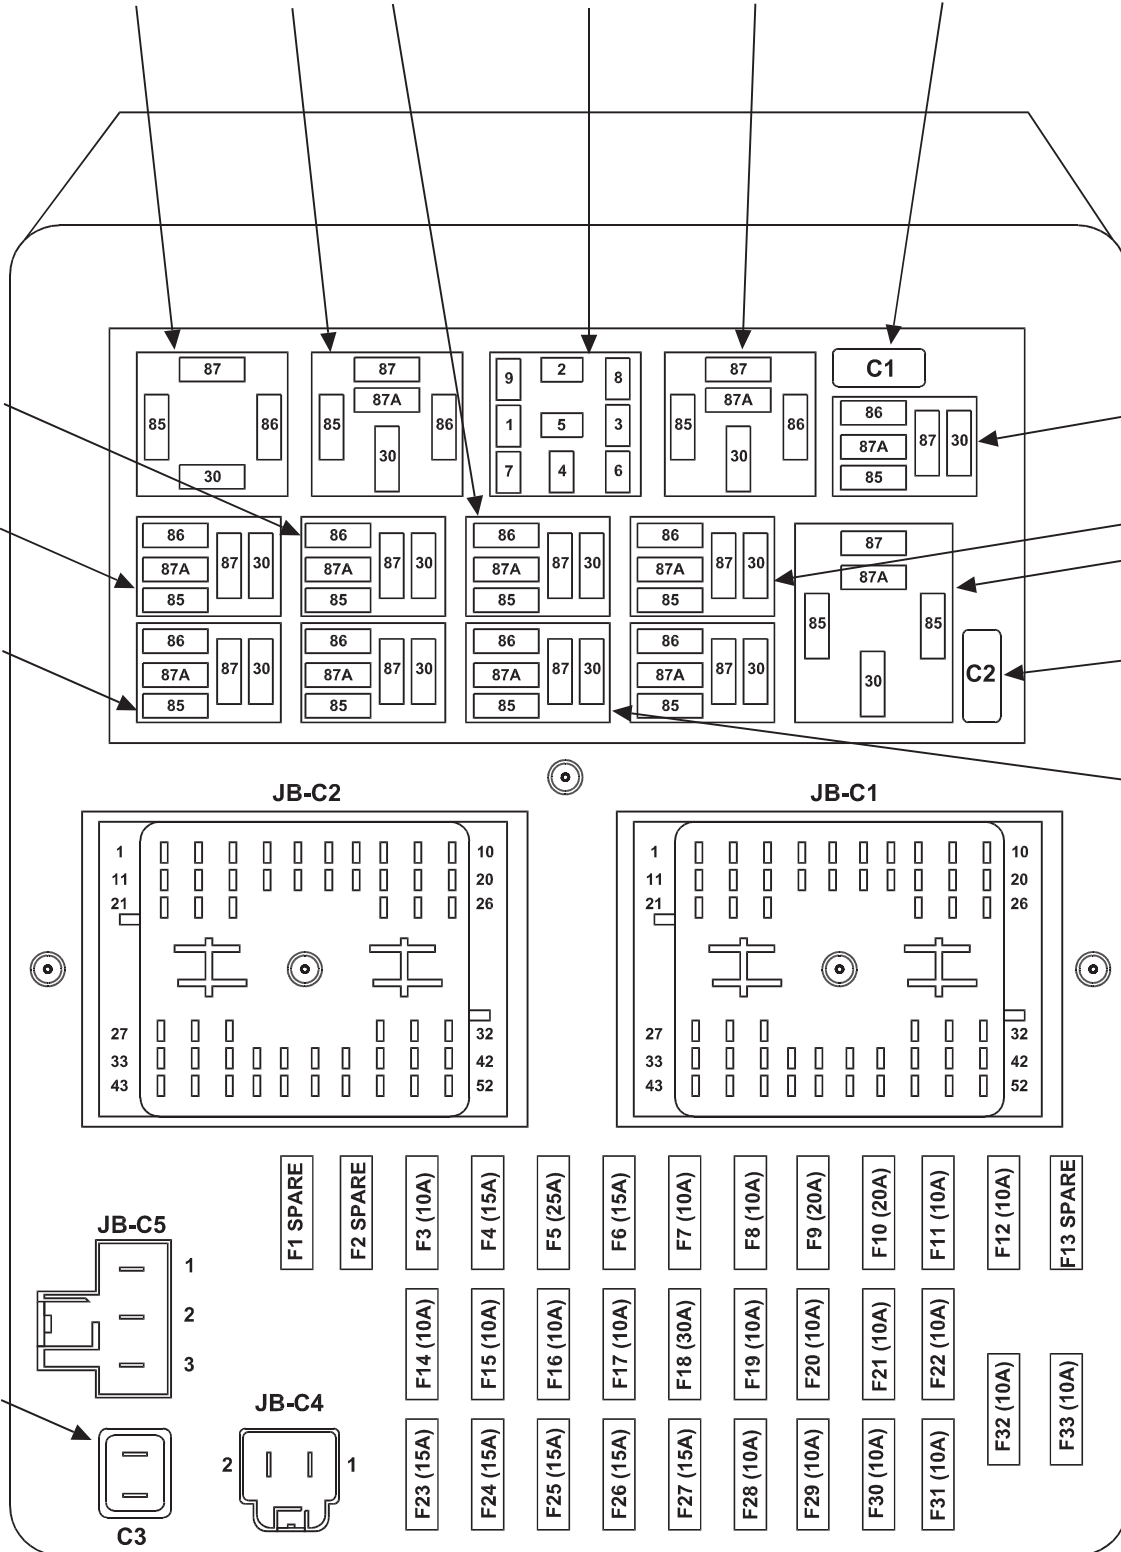 87
85
86
30
87
87A
85
86
30
9
2
8
1
5
3
7
4
6
87
87A
85
86
30
C1
86
87A
85
87
30
86
87A
85
87
30
86
87A
85
87
30
86
87A
85
87
30
86
87A
85
87
30
87
87A
85
85
30
C2
86
87A
85
87
30
86
87A
85
87
30
86
87A
85
87
30
86
87A
85
87
30
JB-C2
1
10
11
20
21
26
27
32
33
42
43
52
JB-C1
1
10
11
20
21
26
27
32
33
42
43
52
F1 SPARE
F2 SPARE
F3 (10A)
F4 (15A)
F5 (25A)
F6 (15A)
F7 (10A)
F8 (10A)
F9 (20A)
F10 (20A)
F11 (10A)
F12 (10A)
F13 SPARE
F14 (10A)
F15 (10A)
F16 (10A)
F17 (10A)
F18 (30A)
F19 (10A)
F20 (10A)
F21 (10A)
F22 (10A)
F32 (10A)
F33 (10A)
F23 (15A)
F24 (15A)
F25 (15A)
F26 (15A)
F27 (15A)
F28 (10A)
F29 (10A)
F30 (10A)
F31 (10A)
JB-C5
1
2
3
JB-C4
2
1
C3